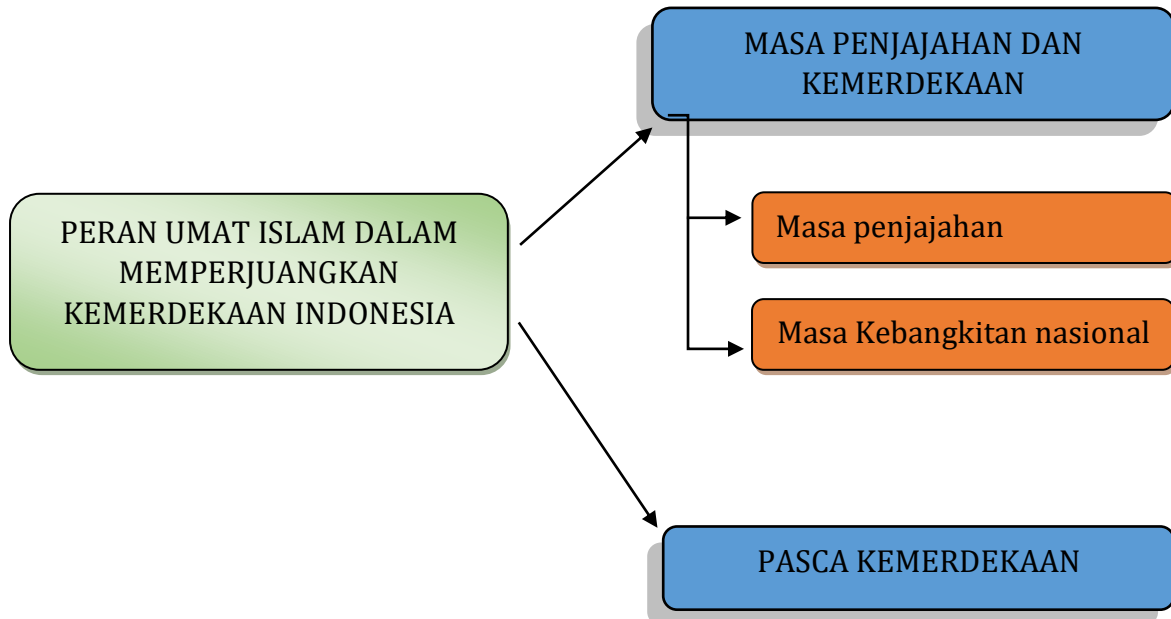 MASA PENJAJAHAN DAN
KEMERDEKAAN
PERAN UMAT ISLAM DALAM
MEMPERJUANGKAN
KEMERDEKAAN INDONESIA
Masa penjajahan
Masa Kebangkitan nasional
PASCA KEMERDEKAAN